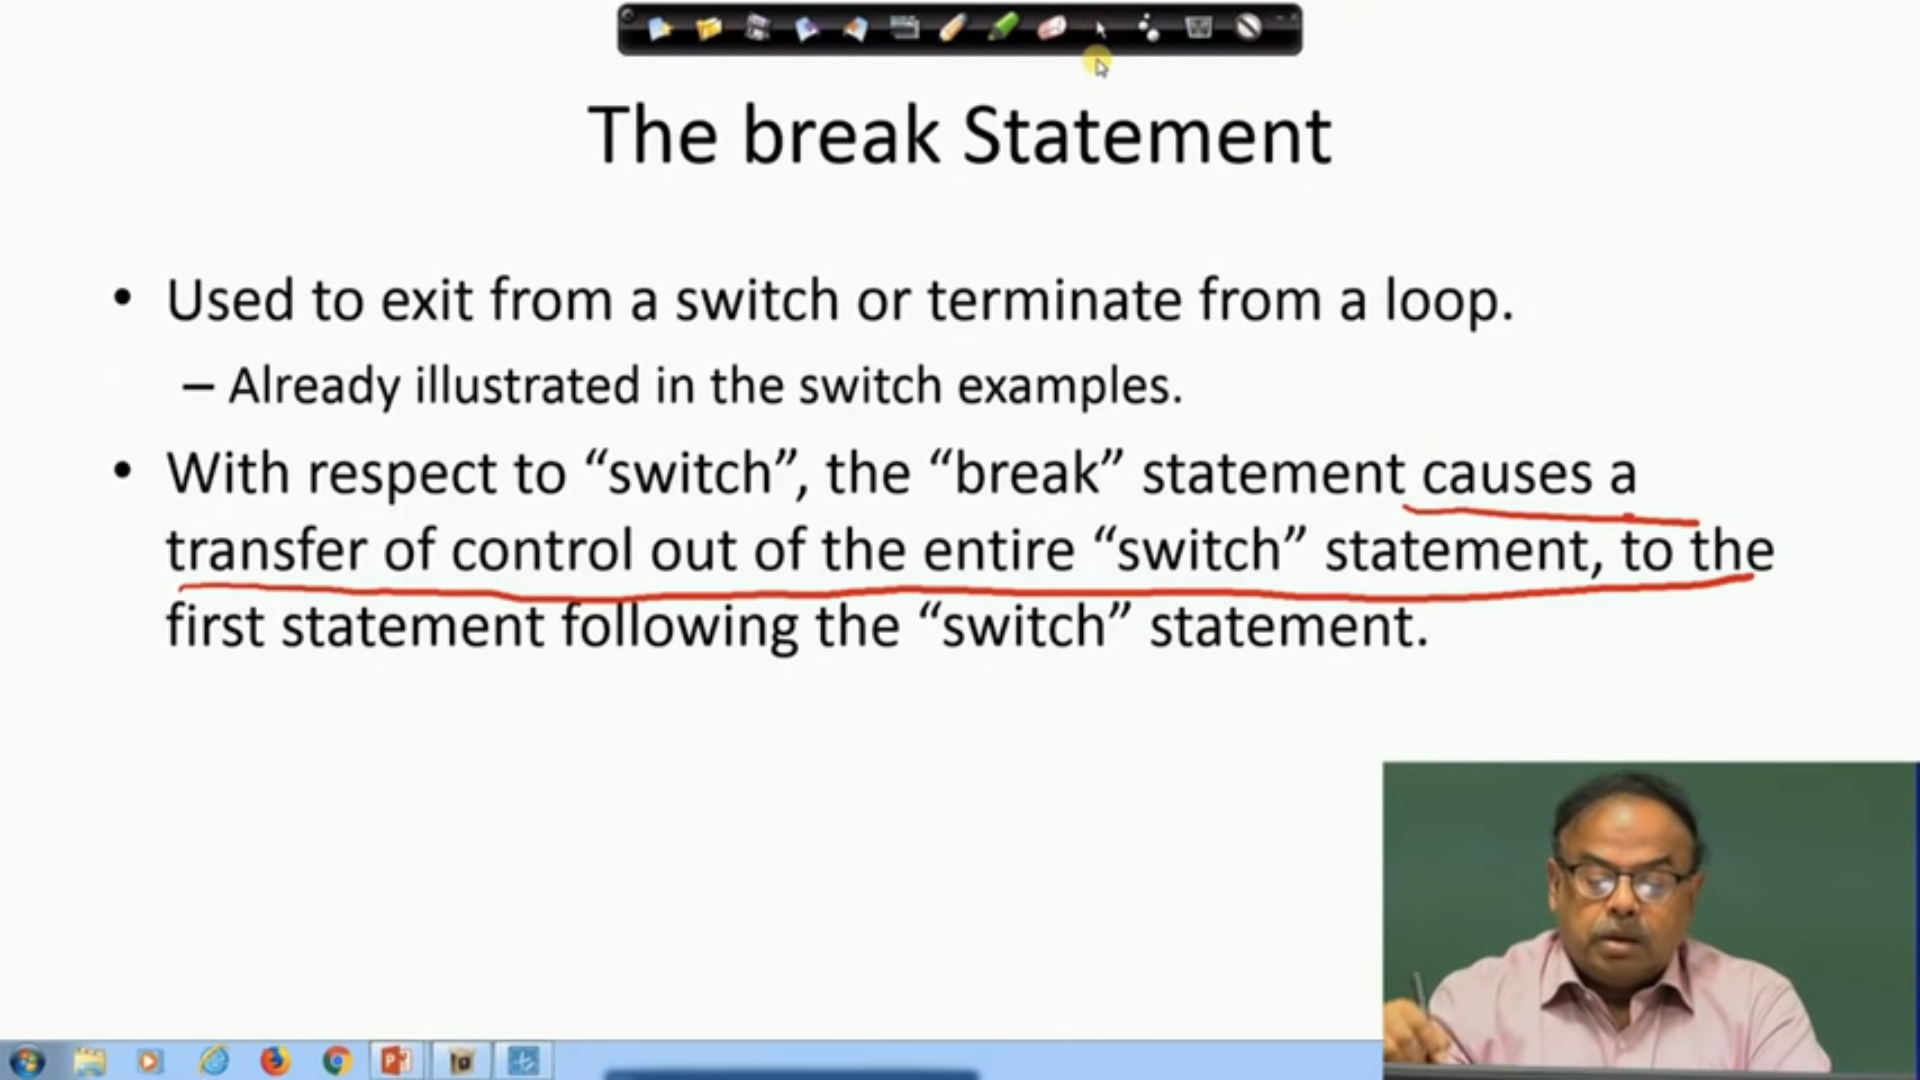 The break Statement
• Used to exit from a switch or terminate from a loop.
– Already illustrated in the switch examples.
• With respect to “switch”, the “break” statement causes a
transfer of control out of the entire “switch” statement, to the
first statement following the “switch” statement.